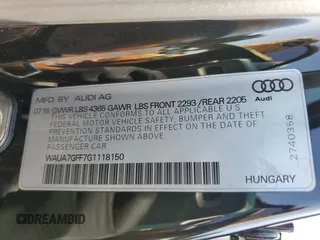 MFD. BY: AUDI AG
07/15 GVWR LBS 4365 GAWR LBS FRONT 2293 /REAR 2205
THIS VEHICLE CONFORMS TO ALL APPLICABLE U.S.
FEDERAL MOTOR VEHICLE SAFETY, BUMPER, AND THEFT
PREVENTION STANDARDS IN EFFECT ON THE DATE OF
MANUFACTURE SHOWN ABOVE.
PASSENGER CAR
WAUA7GFF7G1118150
Audi
2740358
HUNGARY
DREAMBID